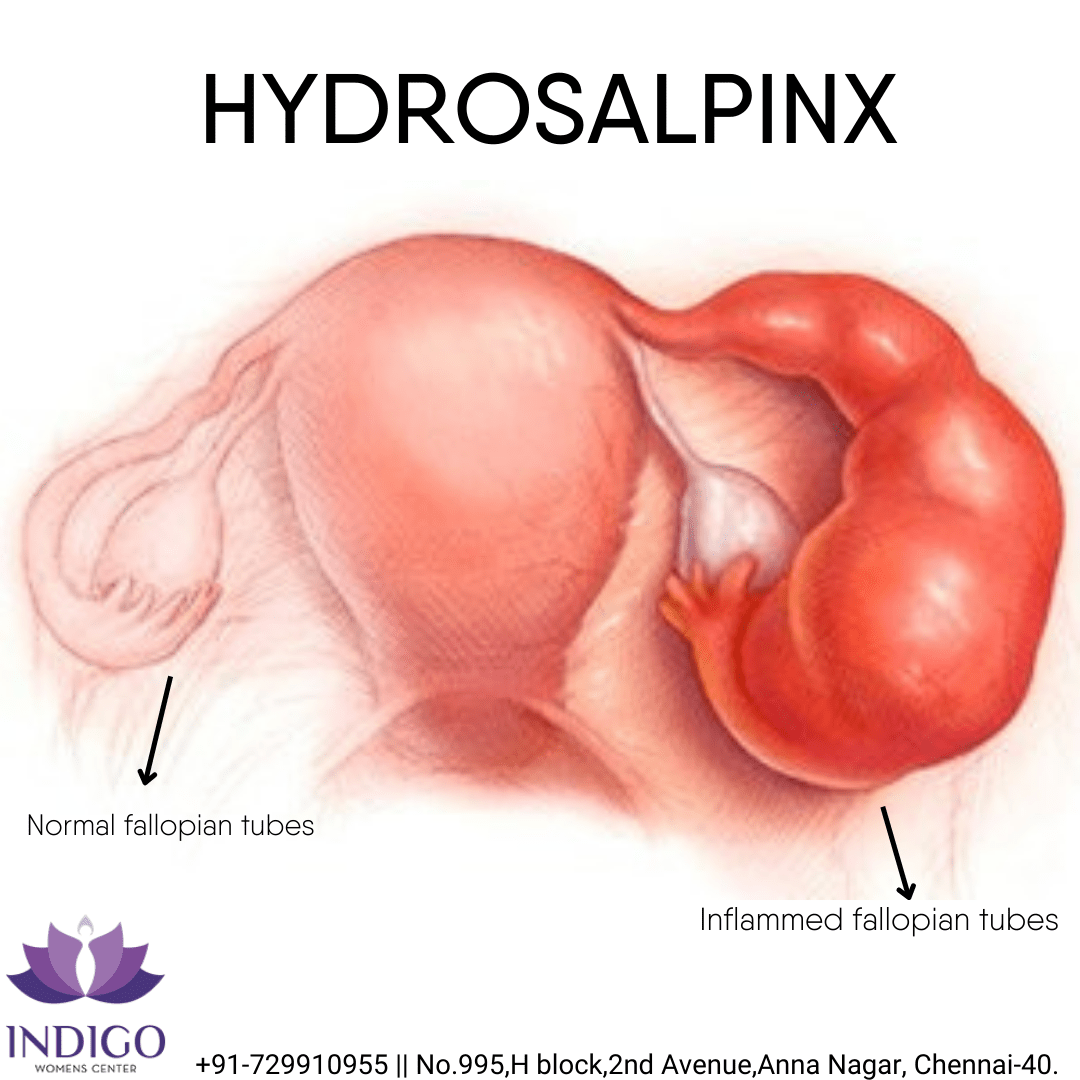 HYDROSALPINX
Normal fallopian tubes
Inflammed fallopian tubes
INDIGO
WOMENS CENTER
+91-729910955 || No.995,H block,2nd Avenue,Anna Nagar, Chennai-40.